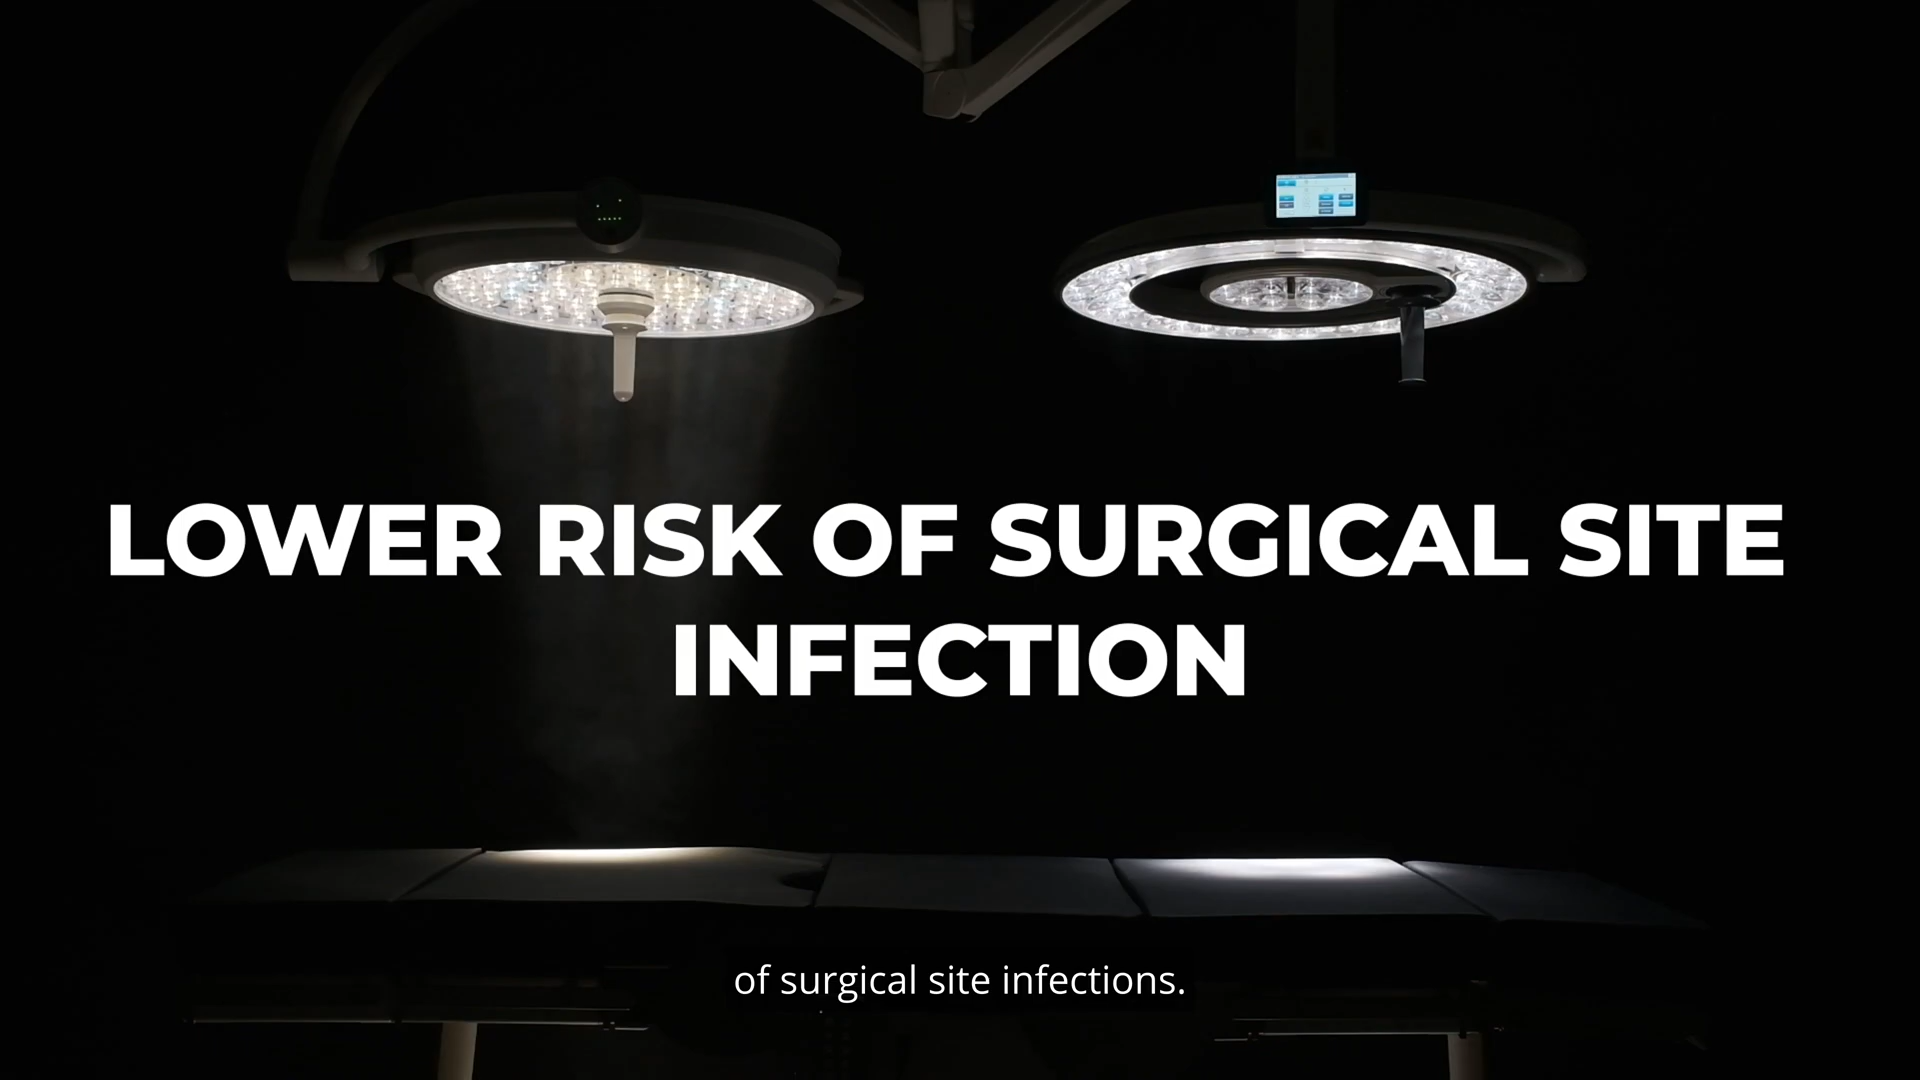 LOWER RISK OF SURGICAL SITE
INFECTION
of surgical site infections.